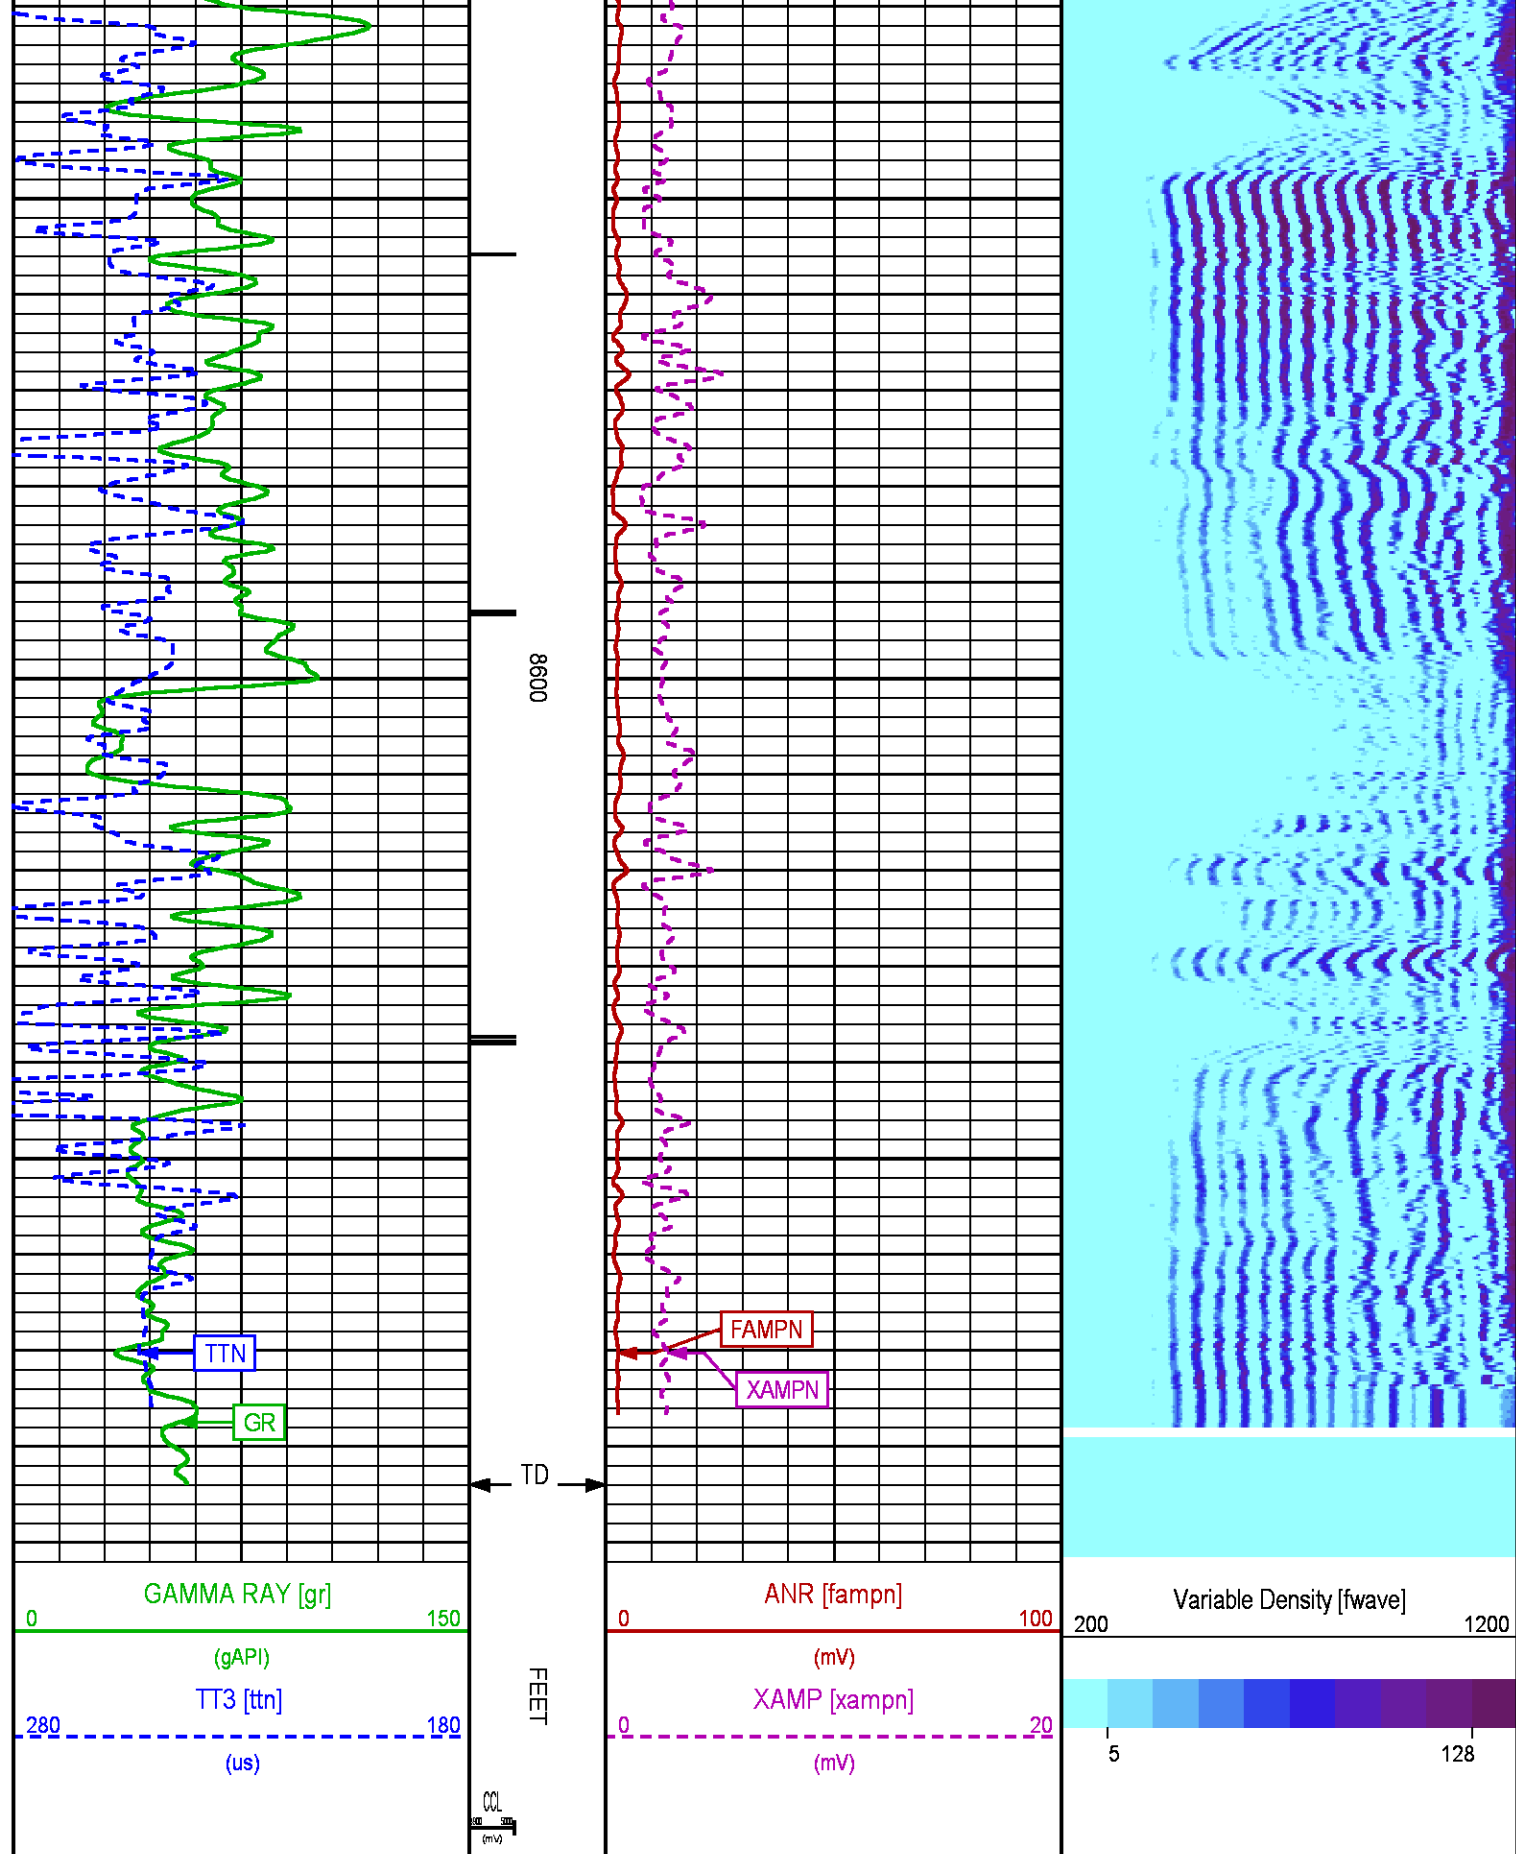 8600
FAMPN
TTN
XAMPN
GR
TD
GAMMA RAY [gr]
0 150
(gAPI)
TT3 [ttn]
280 180
(us)
FEET
CCL
(mV)
ANR [fampn]
0 100
(mV)
XAMP [xampn]
0 20
(mV)
Variable Density [fwave]
200 1200
5 128